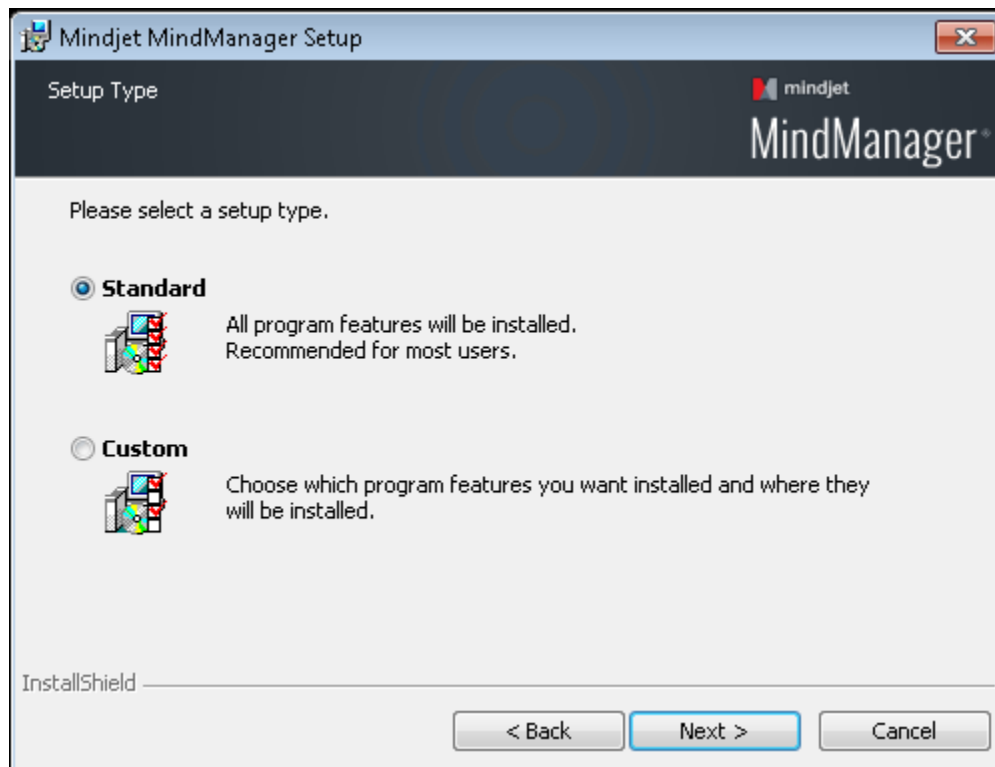 Mindjet MindManager Setup
Setup Type
mindjet
MindManager
Please select a setup type.
Standard
All program features will be installed.
Recommended for most users.
Custom
Choose which program features you want installed and where they
will be installed.
InstallShield
< Back
Next >
Cancel